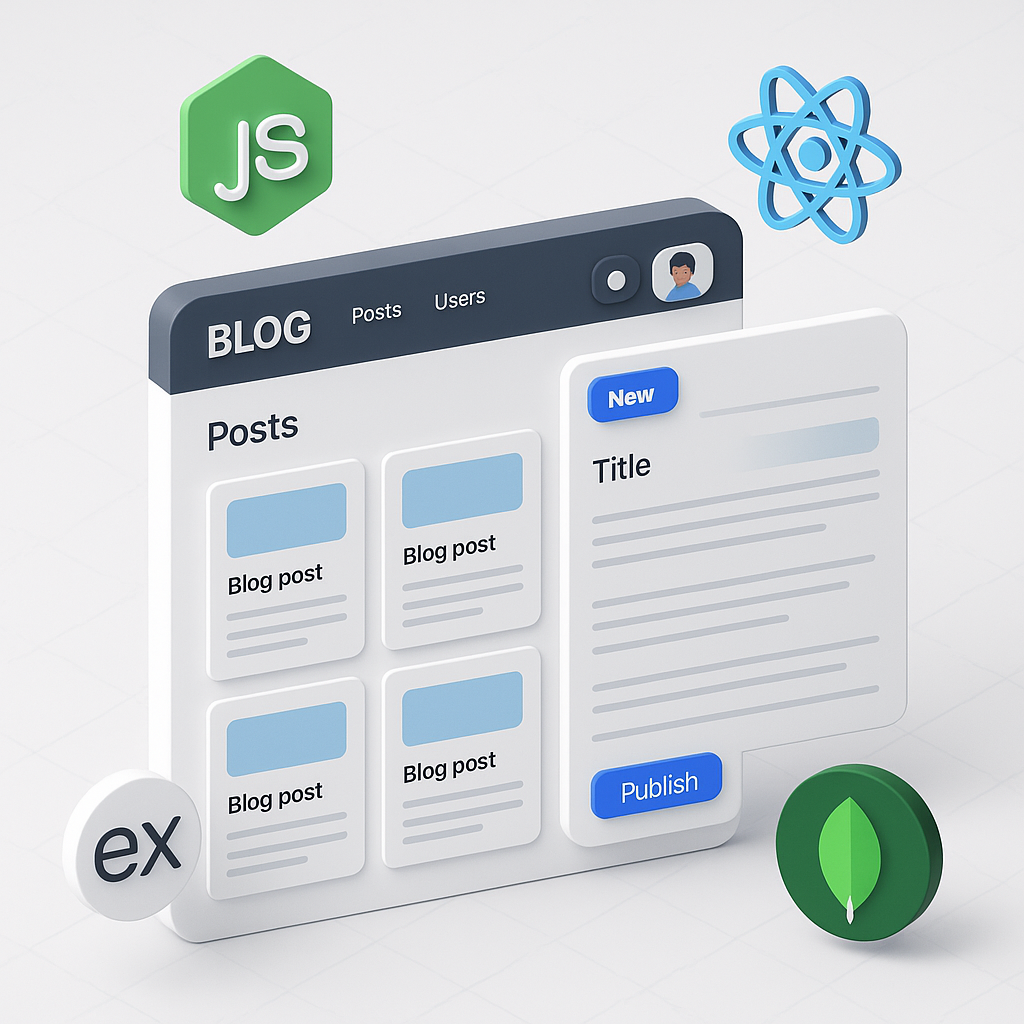 JS
BLOG
Posts
Users
Posts
New
Title
Blog post
Blog post
Blog post
Blog post
Publish
ex